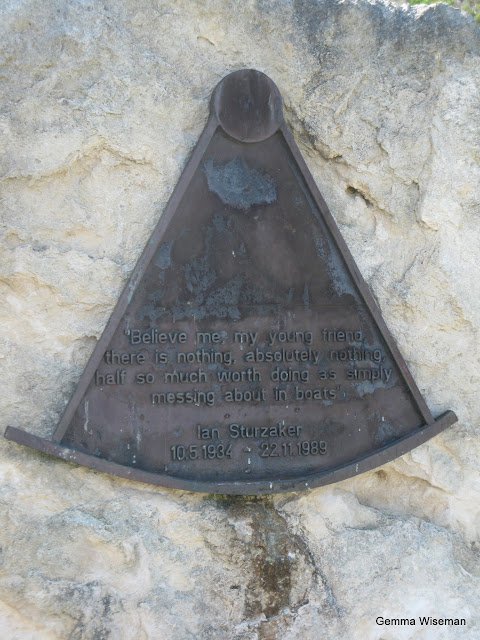 "Believe me, my young friend,
there is nothing, absolutely nothing,
half so much worth doing as simply
messing about in boats"
Ian Sturzaker
10.5.1934 - 22.11.1989
Gemma Wiseman